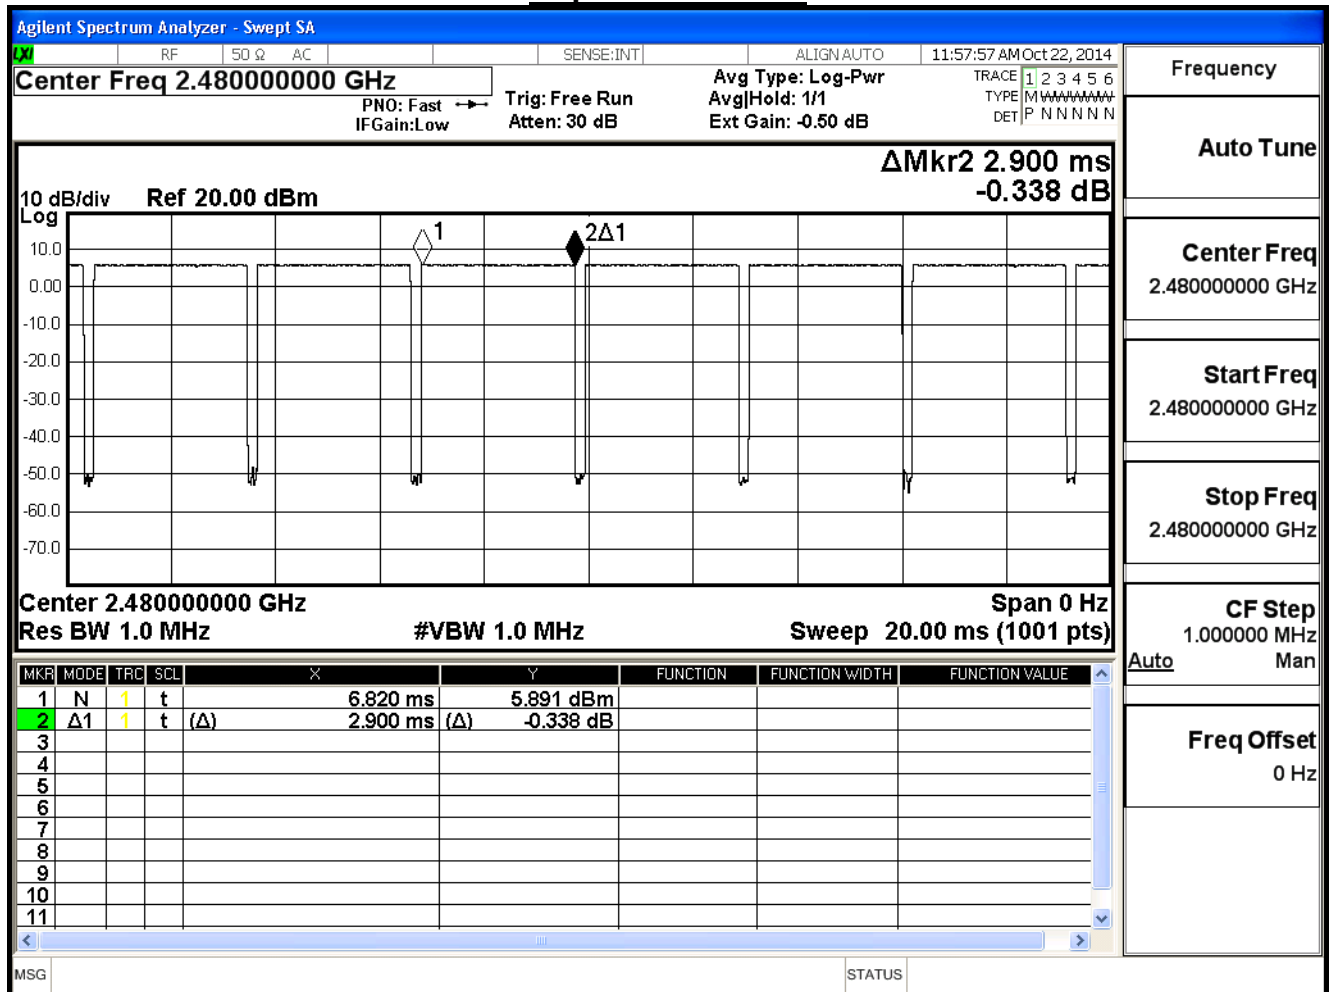 Agilent Spectrum Analyzer - Swept SA
LXI RF 50 Ω AC SENSE:INT ALIGN AUTO 11:57:57 AM Oct 22, 2014
Center Freq 2.480000000 GHz
PNO: Fast
IFGain:Low
Trig: Free Run
Atten: 30 dB
Avg Type: Log-Pwr
Avg|Hold: 1/1
Ext Gain: -0.50 dB
TRACE 1 2 3 4 5 6
TYPE M WWWWW
DET P N N N N N
ΔMkr2 2.900 ms
-0.338 dB
10 dB/div Ref 20.00 dBm
Log
1
2Δ1
10.0
0.00
-10.0
-20.0
-30.0
-40.0
-50.0
-60.0
-70.0
Center 2.480000000 GHz Span 0 Hz
Res BW 1.0 MHz #VBW 1.0 MHz Sweep 20.00 ms (1001 pts)
MKR MODE TRC SCL X Y FUNCTION FUNCTION WIDTH FUNCTION VALUE
1 N 1 t 6.820 ms 5.891 dBm
2 Δ1 1 t (Δ) 2.900 ms (Δ) -0.338 dB
3
4
5
6
7
8
9
10
11
MSG STATUS
Frequency
Auto Tune
Center Freq
2.480000000 GHz
Start Freq
2.480000000 GHz
Stop Freq
2.480000000 GHz
CF Step
1.000000 MHz
Auto Man
Freq Offset
0 Hz